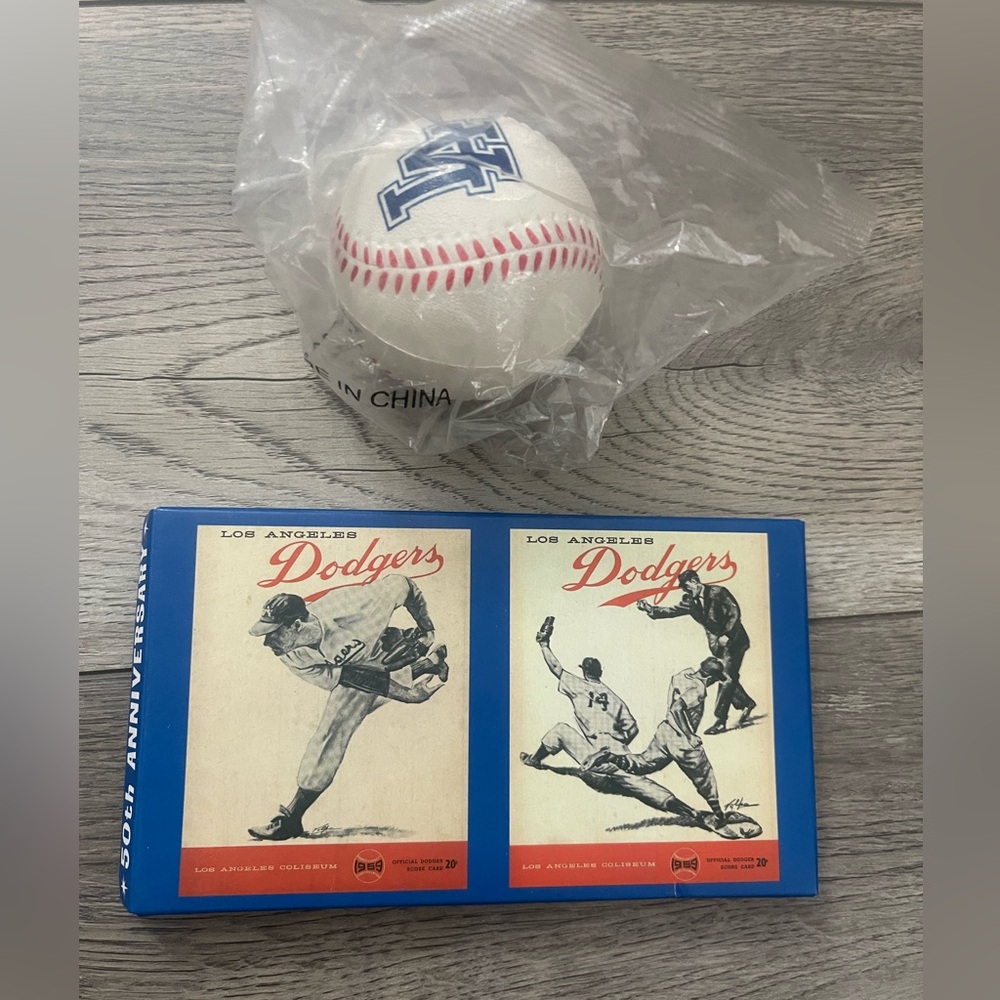 LA
IN CHINA
★ 50th ANNIVERSARY ★
LOS ANGELES
Dodgers
LOS ANGELES COLISEUM
1959
OFFICIAL DODGER
SCORE CARD 20¢
LOS ANGELES
Dodgers
14
LOS ANGELES COLISEUM
1959
OFFICIAL DODGER
SCORE CARD 20¢